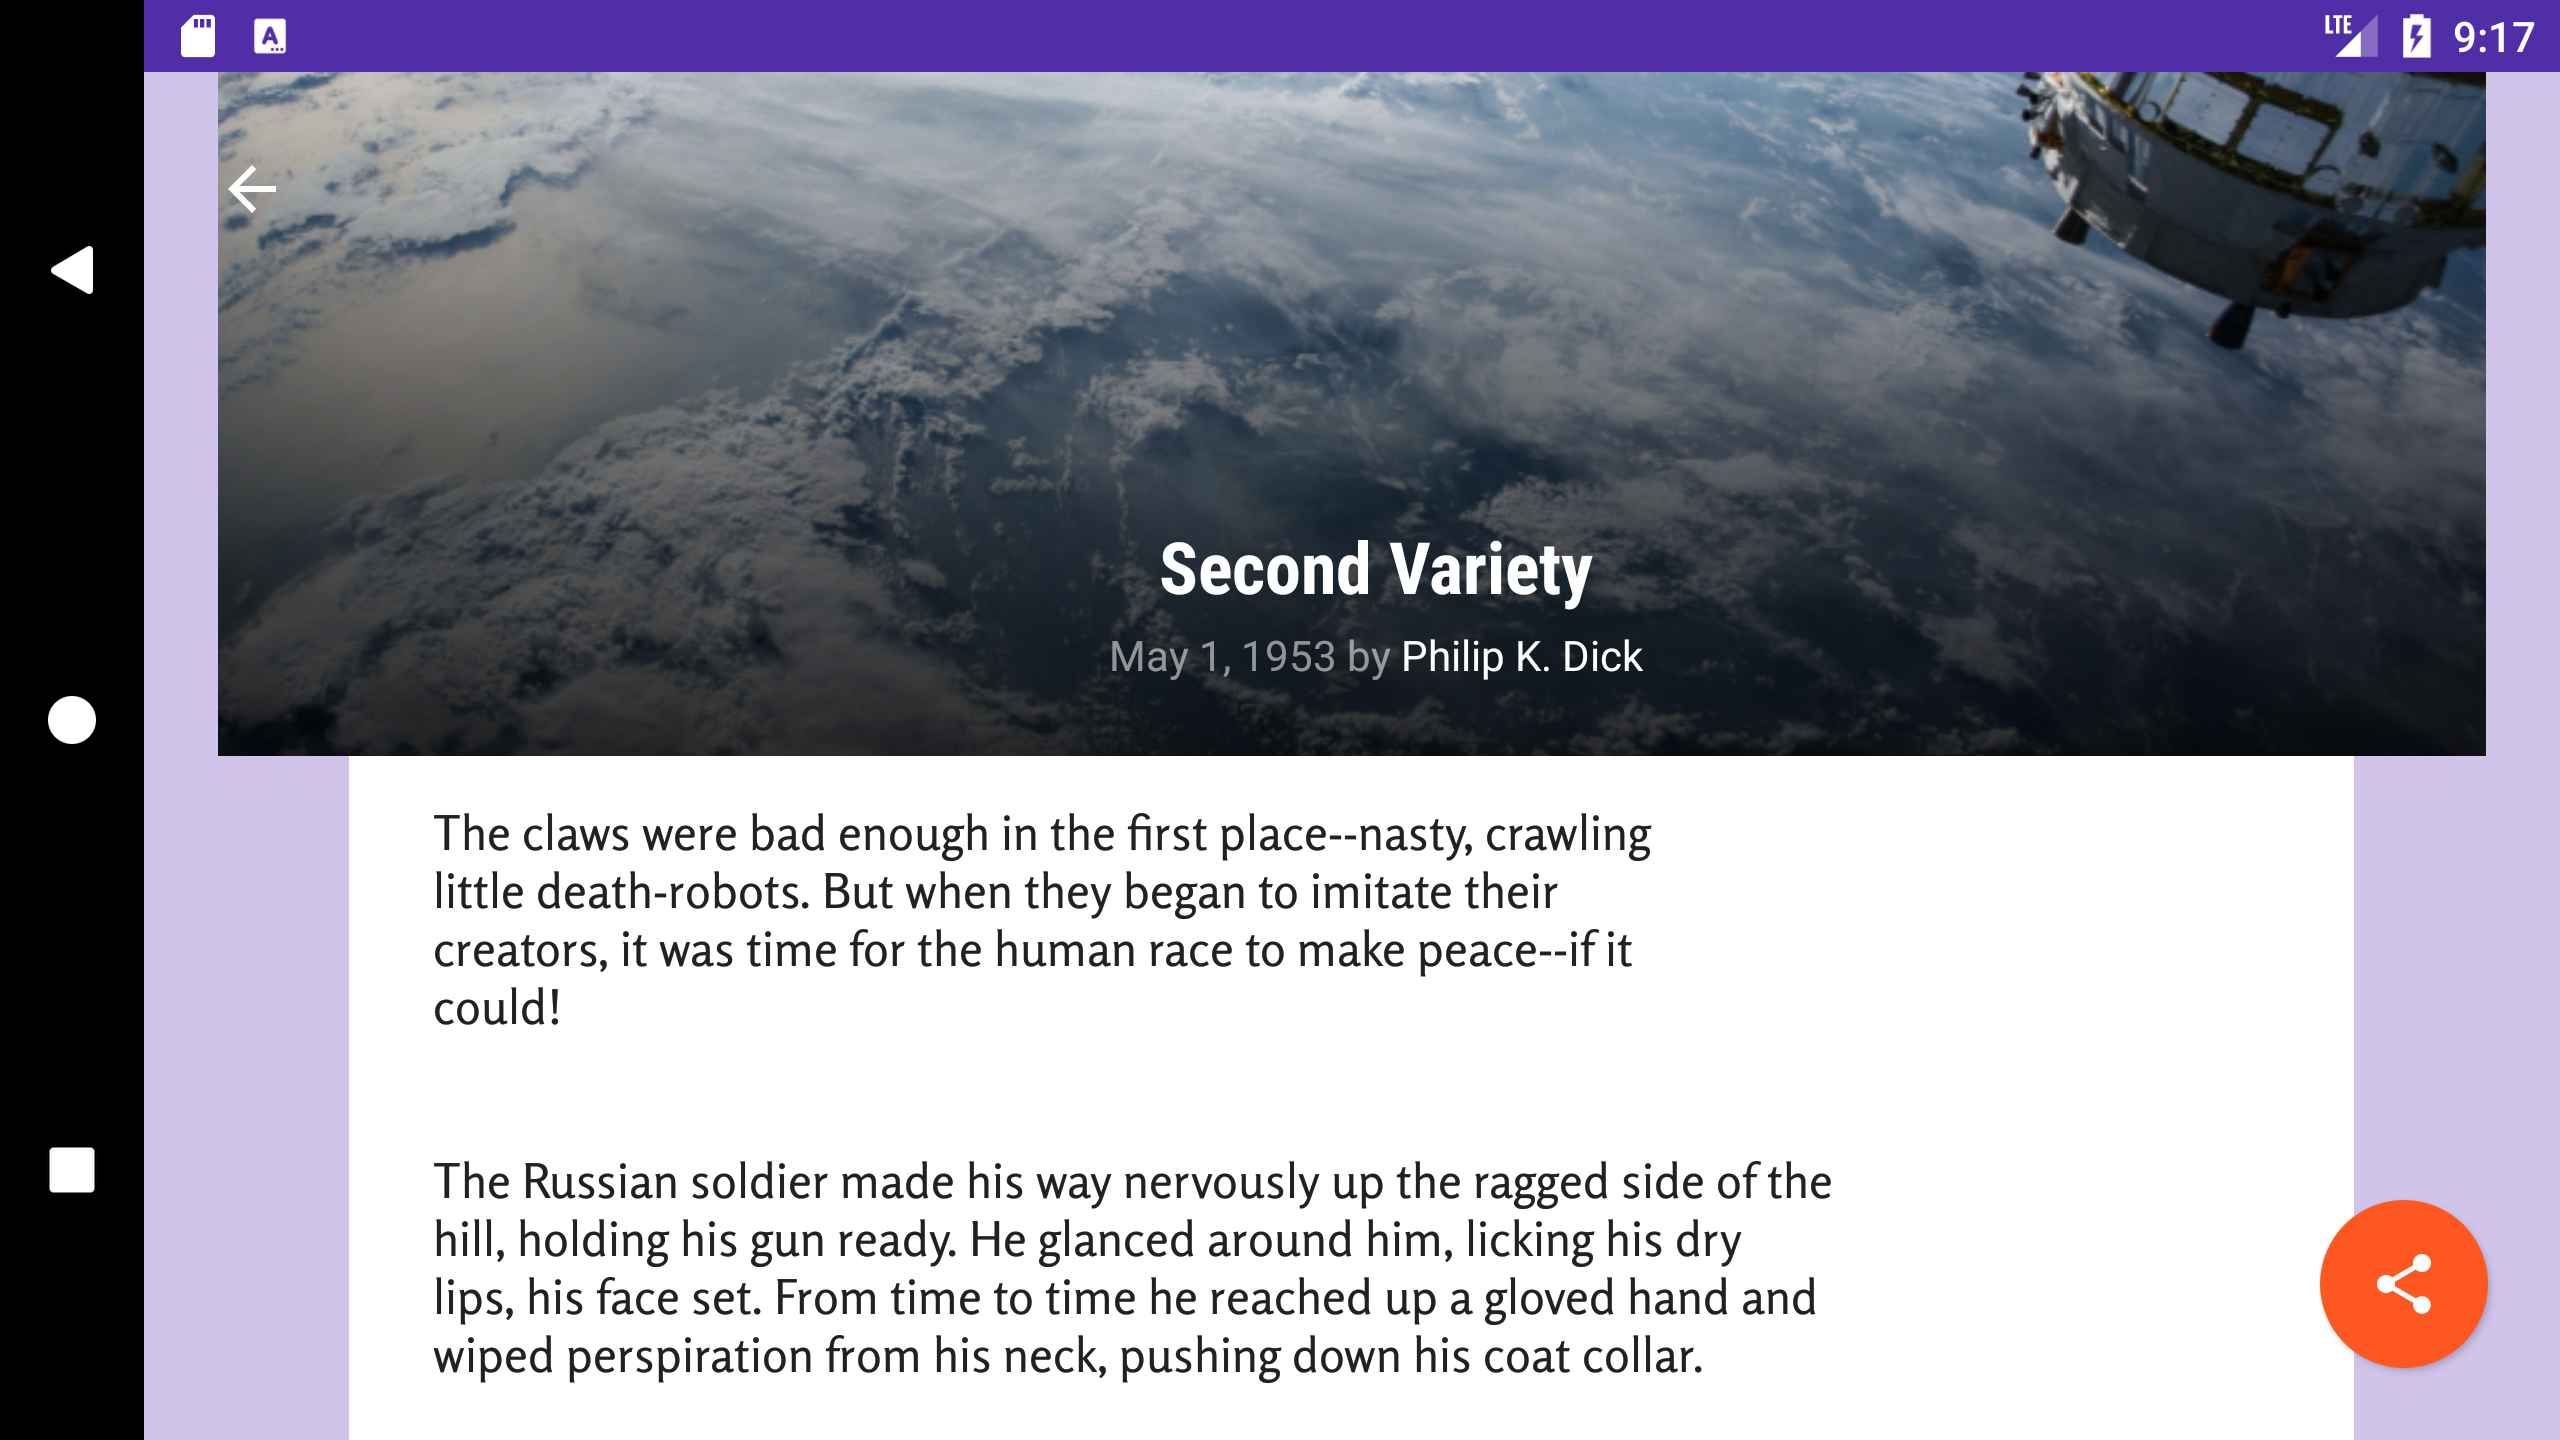 LTE 9:17
Second Variety
May 1, 1953 by Philip K. Dick
The claws were bad enough in the first place--nasty, crawling
little death-robots. But when they began to imitate their
creators, it was time for the human race to make peace--if it
could!
The Russian soldier made his way nervously up the ragged side of the
hill, holding his gun ready. He glanced around him, licking his dry
lips, his face set. From time to time he reached up a gloved hand and
wiped perspiration from his neck, pushing down his coat collar.